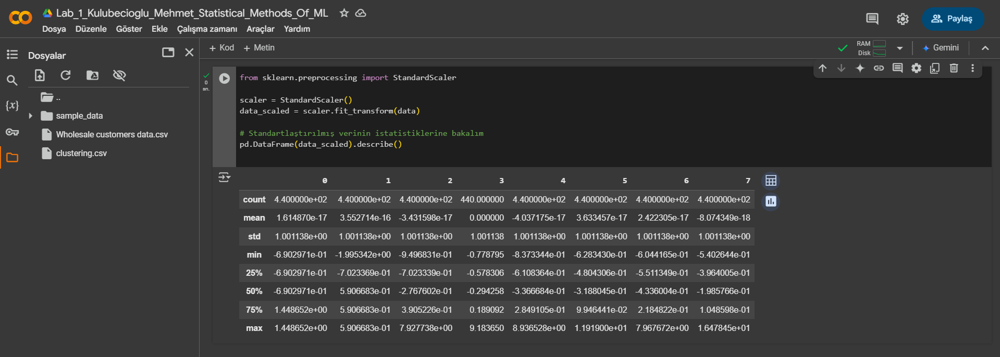 Lab_1_Kulubecioglu_Mehmet_Statistical_Methods_Of_ML
Dosya Düzenle Göster Ekle Çalışma zamanı Araçlar Yardım
Paylaş
Dosyalar
..
sample_data
Wholesale customers data.csv
clustering.csv
{x}
+ Kod + Metin
RAM
Disk
Gemini
0
sn.
from sklearn.preprocessing import StandardScaler
scaler = StandardScaler()
data_scaled = scaler.fit_transform(data)
# Standartlaştırılmış verinin istatistiklerine bakalım
pd.DataFrame(data_scaled).describe()
0 1 2 3 4 5 6 7
count 4.400000e+02 4.400000e+02 4.400000e+02 440.000000 4.400000e+02 4.400000e+02 4.400000e+02 4.400000e+02
mean 1.614870e-17 3.552714e-16 -3.431598e-17 0.000000 -4.037175e-17 3.633457e-17 2.422305e-17 -8.074349e-18
std 1.001138e+00 1.001138e+00 1.001138e+00 1.001138 1.001138e+00 1.001138e+00 1.001138e+00 1.001138e+00
min -6.902971e-01 -1.995342e+00 -9.496831e-01 -0.778795 -8.373344e-01 -6.283430e-01 -6.044165e-01 -5.402644e-01
25% -6.902971e-01 -7.023369e-01 -7.023339e-01 -0.578306 -6.108364e-01 -4.804306e-01 -5.511349e-01 -3.964005e-01
50% -6.902971e-01 5.906683e-01 -2.767602e-01 -0.294258 -3.366684e-01 -3.188045e-01 -4.336004e-01 -1.985766e-01
75% 1.448652e+00 5.906683e-01 3.905226e-01 0.189092 2.849105e-01 9.946441e-02 2.184822e-01 1.048598e-01
max 1.448652e+00 5.906683e-01 7.927738e+00 9.183650 8.936528e+00 1.191900e+01 7.967672e+00 1.647845e+01